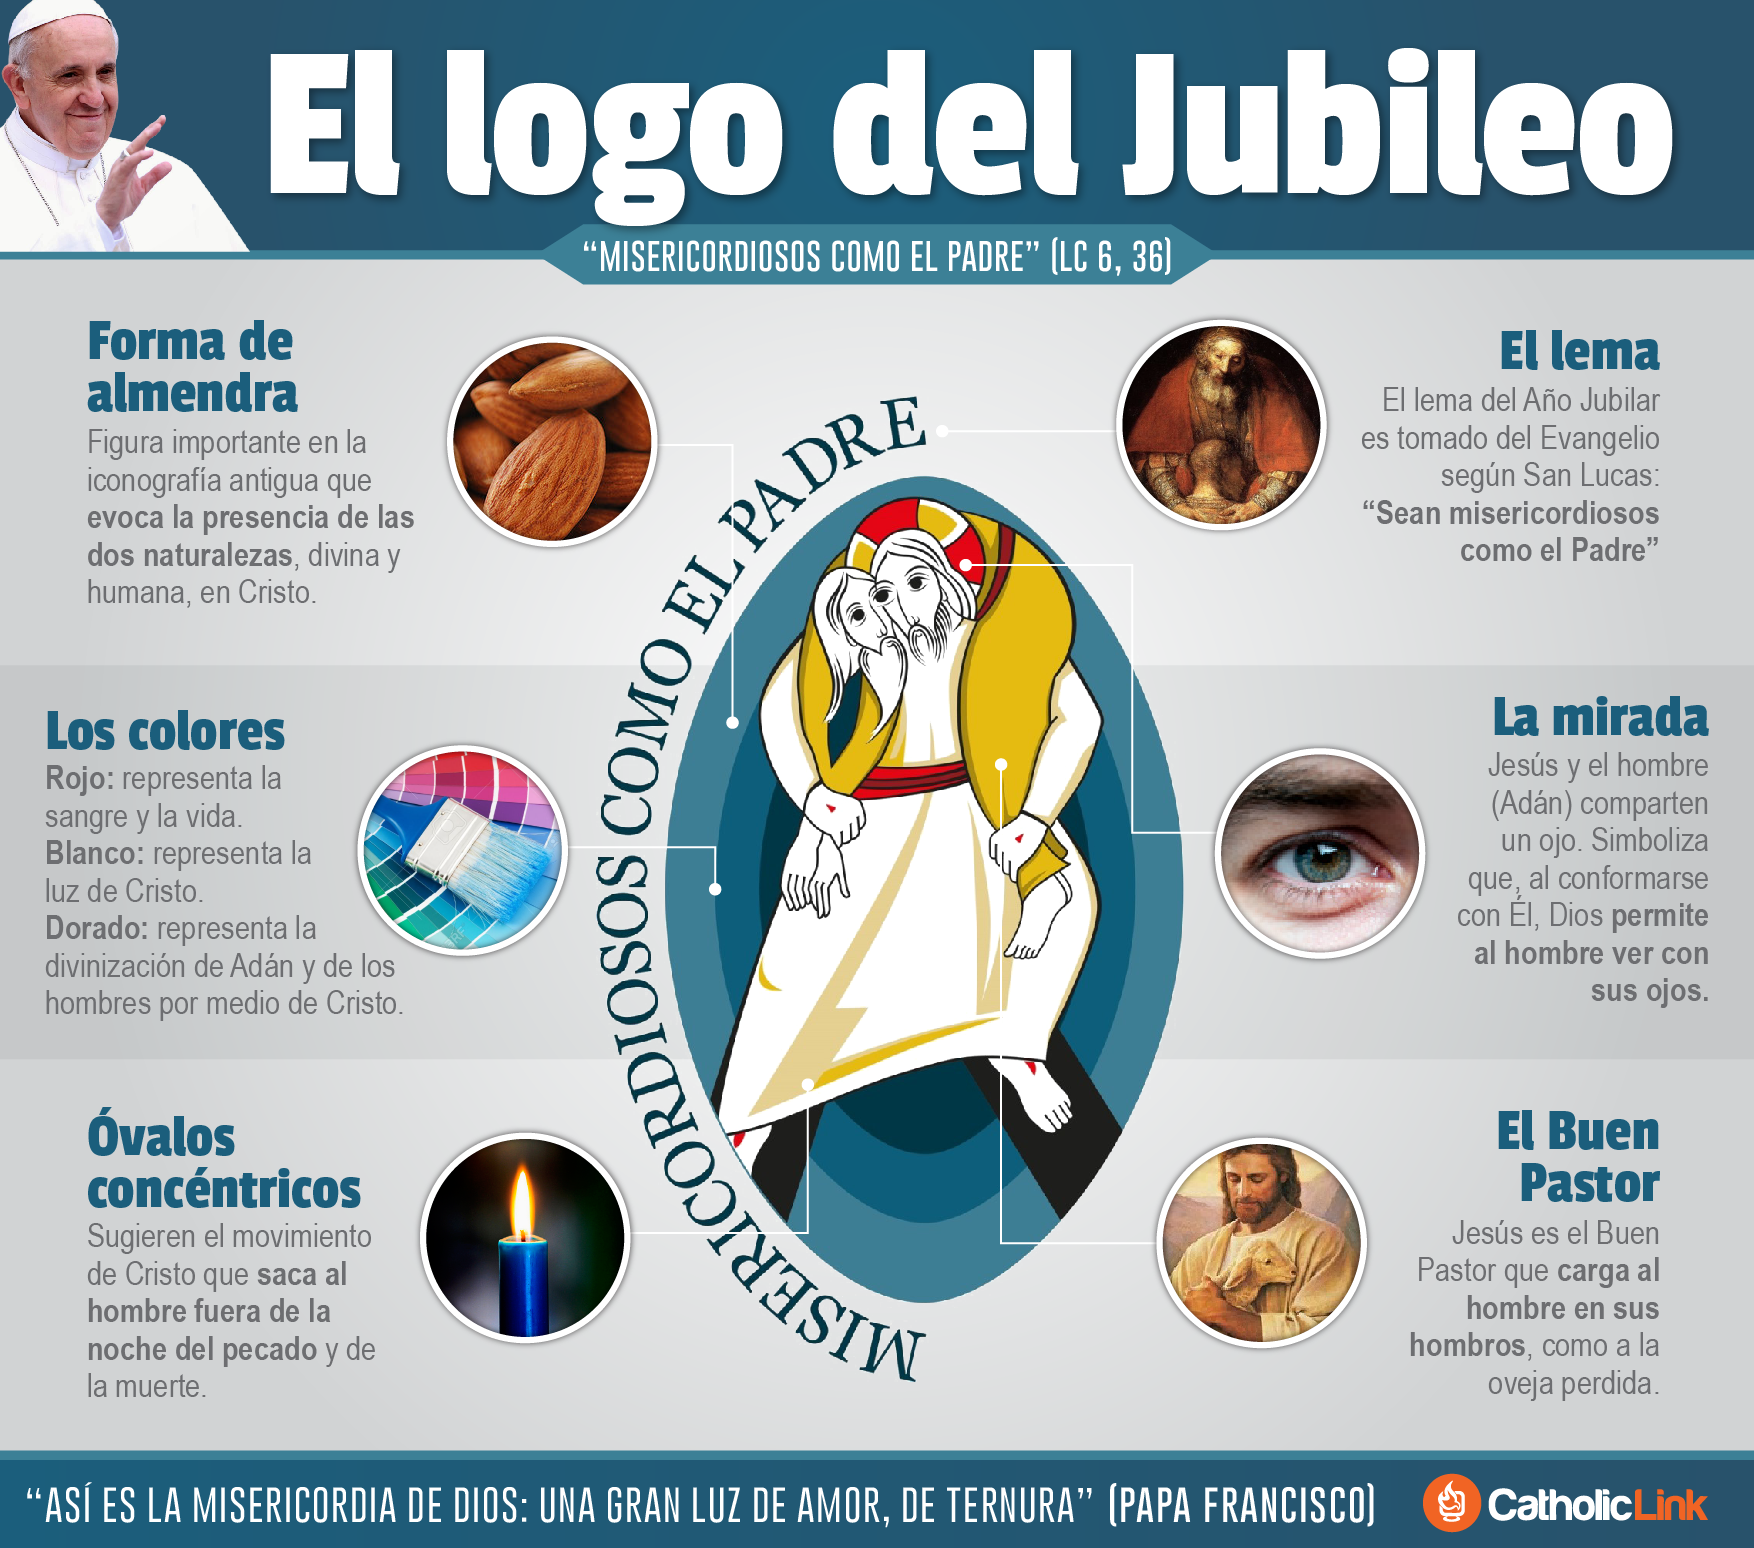 El logo del Jubileo
“MISERICORDIOSOS COMO EL PADRE” (LC 6, 36)
Forma de
almendra
Figura importante en la
iconografía antigua que
evoca la presencia de las
dos naturalezas, divina y
humana, en Cristo.
Los colores
Rojo: representa la
sangre y la vida.
Blanco: representa la
luz de Cristo.
Dorado: representa la
divinización de Adán y de los
hombres por medio de Cristo.
Óvalos
concéntricos
Sugieren el movimiento
de Cristo que saca al
hombre fuera de la
noche del pecado y de
la muerte.
MISERICORDIOSOS COMO EL PADRE
El lema
El lema del Año Jubilar
es tomado del Evangelio
según San Lucas:
“Sean misericordiosos
como el Padre”
La mirada
Jesús y el hombre
(Adán) comparten
un ojo. Simboliza
que, al conformarse
con Él, Dios permite
al hombre ver con
sus ojos.
El Buen
Pastor
Jesús es el Buen
Pastor que carga al
hombre en sus
hombros, como a la
oveja perdida.
“ASÍ ES LA MISERICORDIA DE DIOS: UNA GRAN LUZ DE AMOR, DE TERNURA” (PAPA FRANCISCO)
CatholicLink